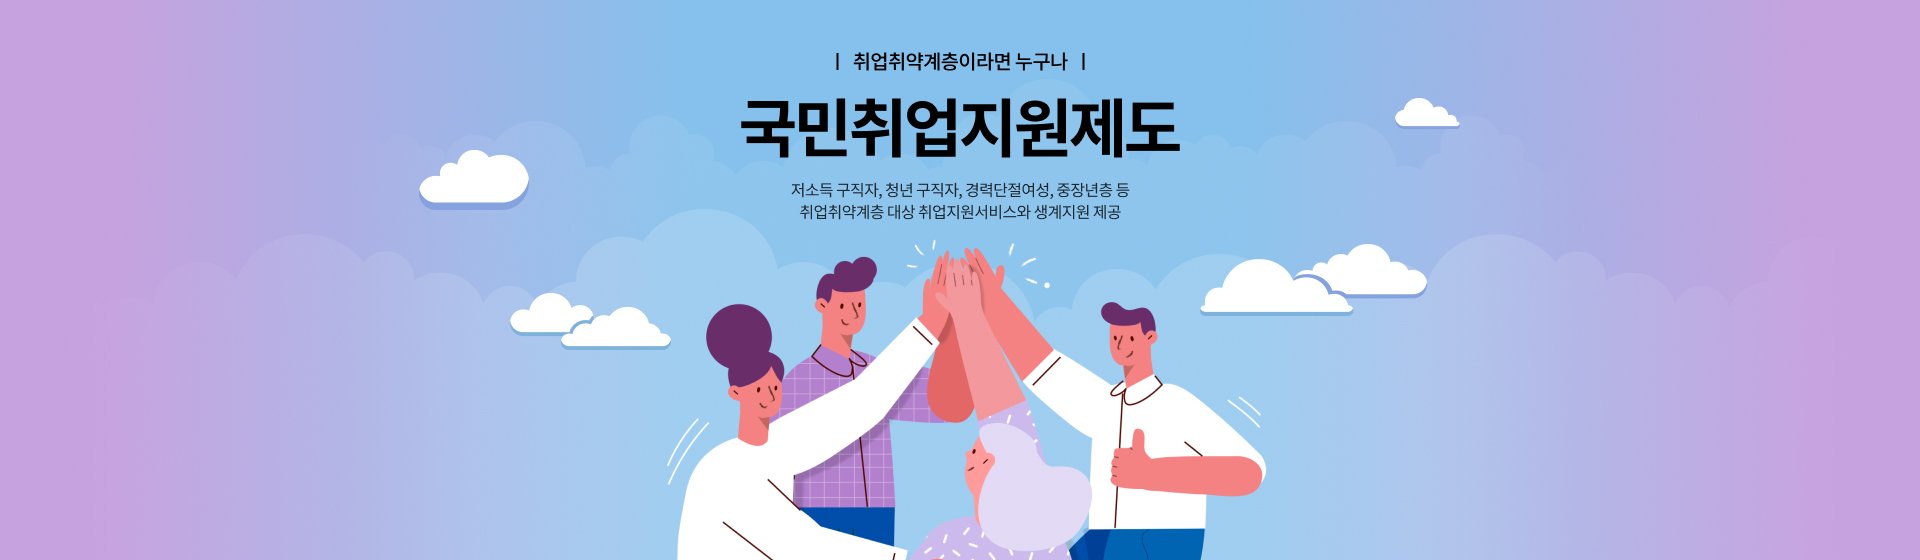 | 취업취약계층이라면 누구나 |
국민취업지원제도
저소득 구직자, 청년 구직자, 경력단절여성, 중장년층 등
취업취약계층 대상 취업지원서비스와 생계지원 제공